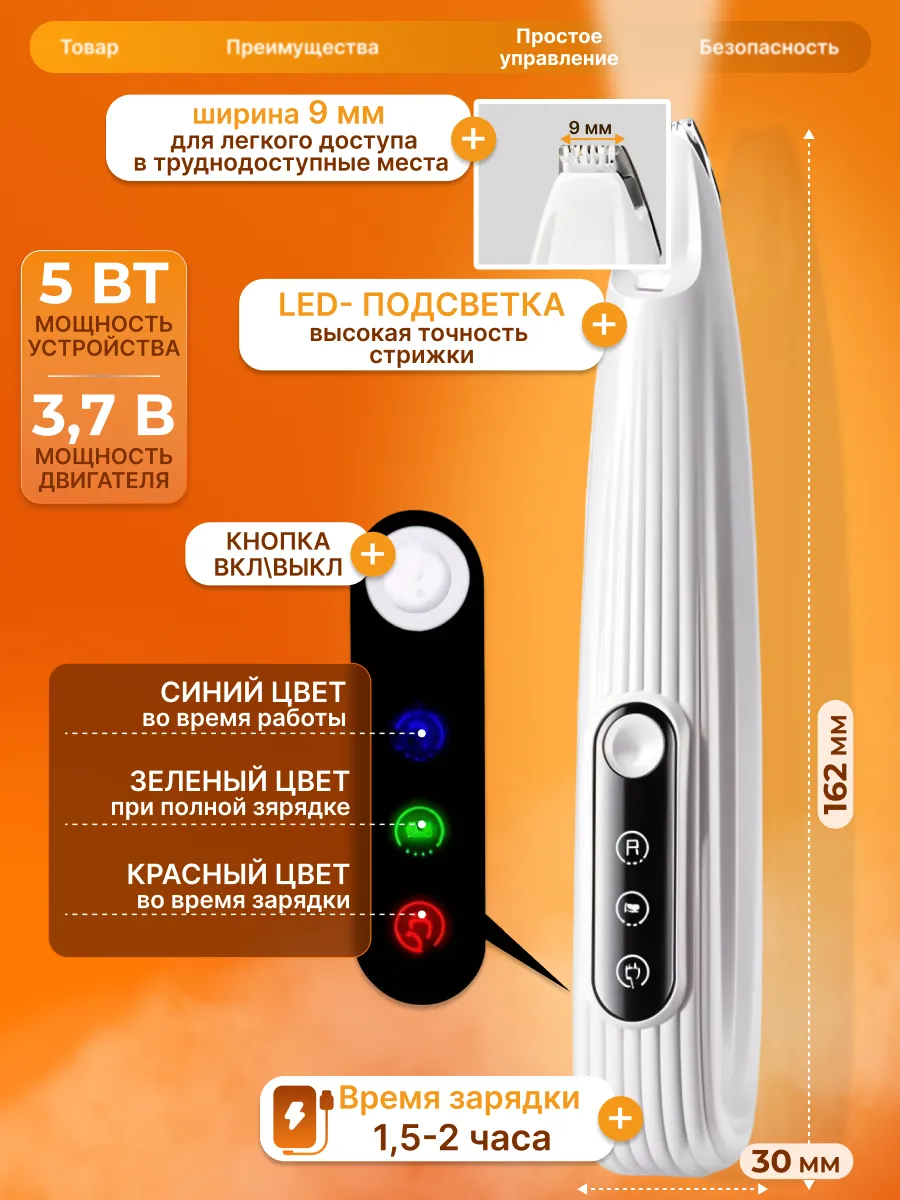 Товар
Преимущества
Простое
управление
Безопасность
ширина 9 мм
для легкого доступа
в труднодоступные места
9 мм
5 ВТ
МОЩНОСТЬ
УСТРОЙСТВА
3,7 В
МОЩНОСТЬ
ДВИГАТЕЛЯ
LED- ПОДСВЕТКА
высокая точность
стрижки
КНОПКА
ВКЛ\ВЫКЛ
СИНИЙ ЦВЕТ
во время работы
ЗЕЛЕНЫЙ ЦВЕТ
при полной зярядке
КРАСНЫЙ ЦВЕТ
во время зарядки
162 мм
Время зарядки
1,5-2 часа
30 мм